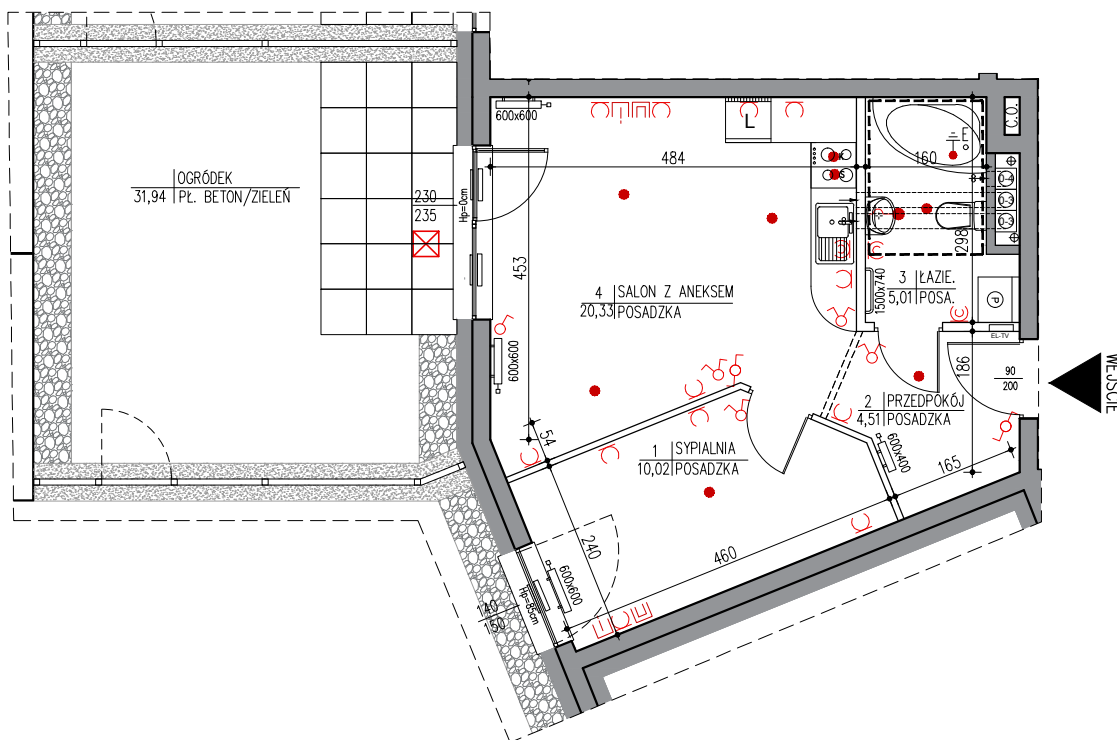 600x600
L
C.O.
E
484
160
OGRÓDEK
31,94 PŁ. BETON/ZIELEŃ
230
235
Hp=0cm
453
298
4 SALON Z ANEKSEM
20,33 POSADZKA
1500x740
3 ŁAZIE.
5,01 POSA.
P
EL-TV
600x600
186
90
200
WEJŚCIE
2 PRZEDPOKÓJ
4,51 POSADZKA
54
1 SYPIALNIA
10,02 POSADZKA
600x400
165
240
460
600x600
Hp=85cm
140
150